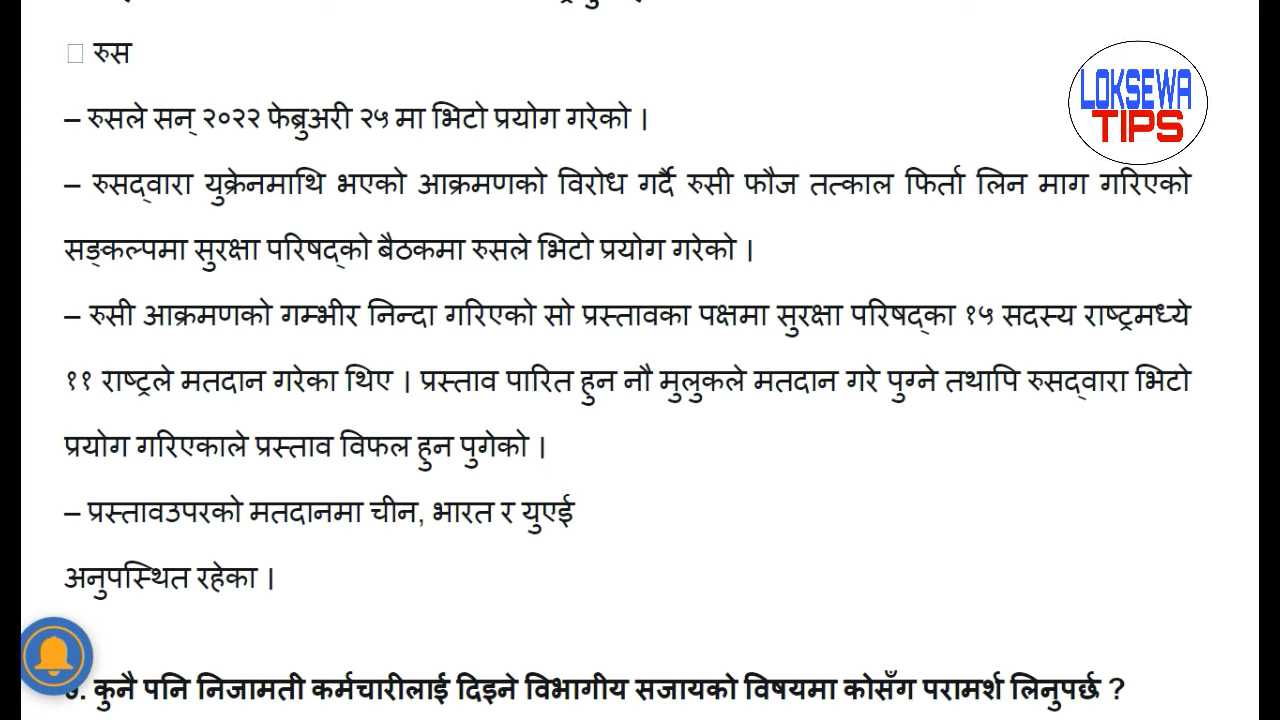 रुस
LOKSEWA
TIPS
– रुसले सन् २०२२ फेब्रुअरी २५ मा भिटो प्रयोग गरेको ।
– रुसद्वारा युक्रेनमाथि भएको आक्रमणको विरोध गर्दै रुसी फौज तत्काल फिर्ता लिन माग गरिएको
सङ्कल्पमा सुरक्षा परिषद्को बैठकमा रुसले भिटो प्रयोग गरेको ।
– रुसी आक्रमणको गम्भीर निन्दा गरिएको सो प्रस्तावका पक्षमा सुरक्षा परिषद्का १५ सदस्य राष्ट्रमध्ये
११ राष्ट्रले मतदान गरेका थिए । प्रस्ताव पारित हुन नौ मुलुकले मतदान गरे पुग्ने तथापि रुसद्वारा भिटो
प्रयोग गरिएकाले प्रस्ताव विफल हुन पुगेको ।
– प्रस्तावउपरको मतदानमा चीन, भारत र युएई
अनुपस्थित रहेका ।
कुनै पनि निजामती कर्मचारीलाई दिइने विभागीय सजायको विषयमा कोसँग परामर्श लिनुपर्छ ?